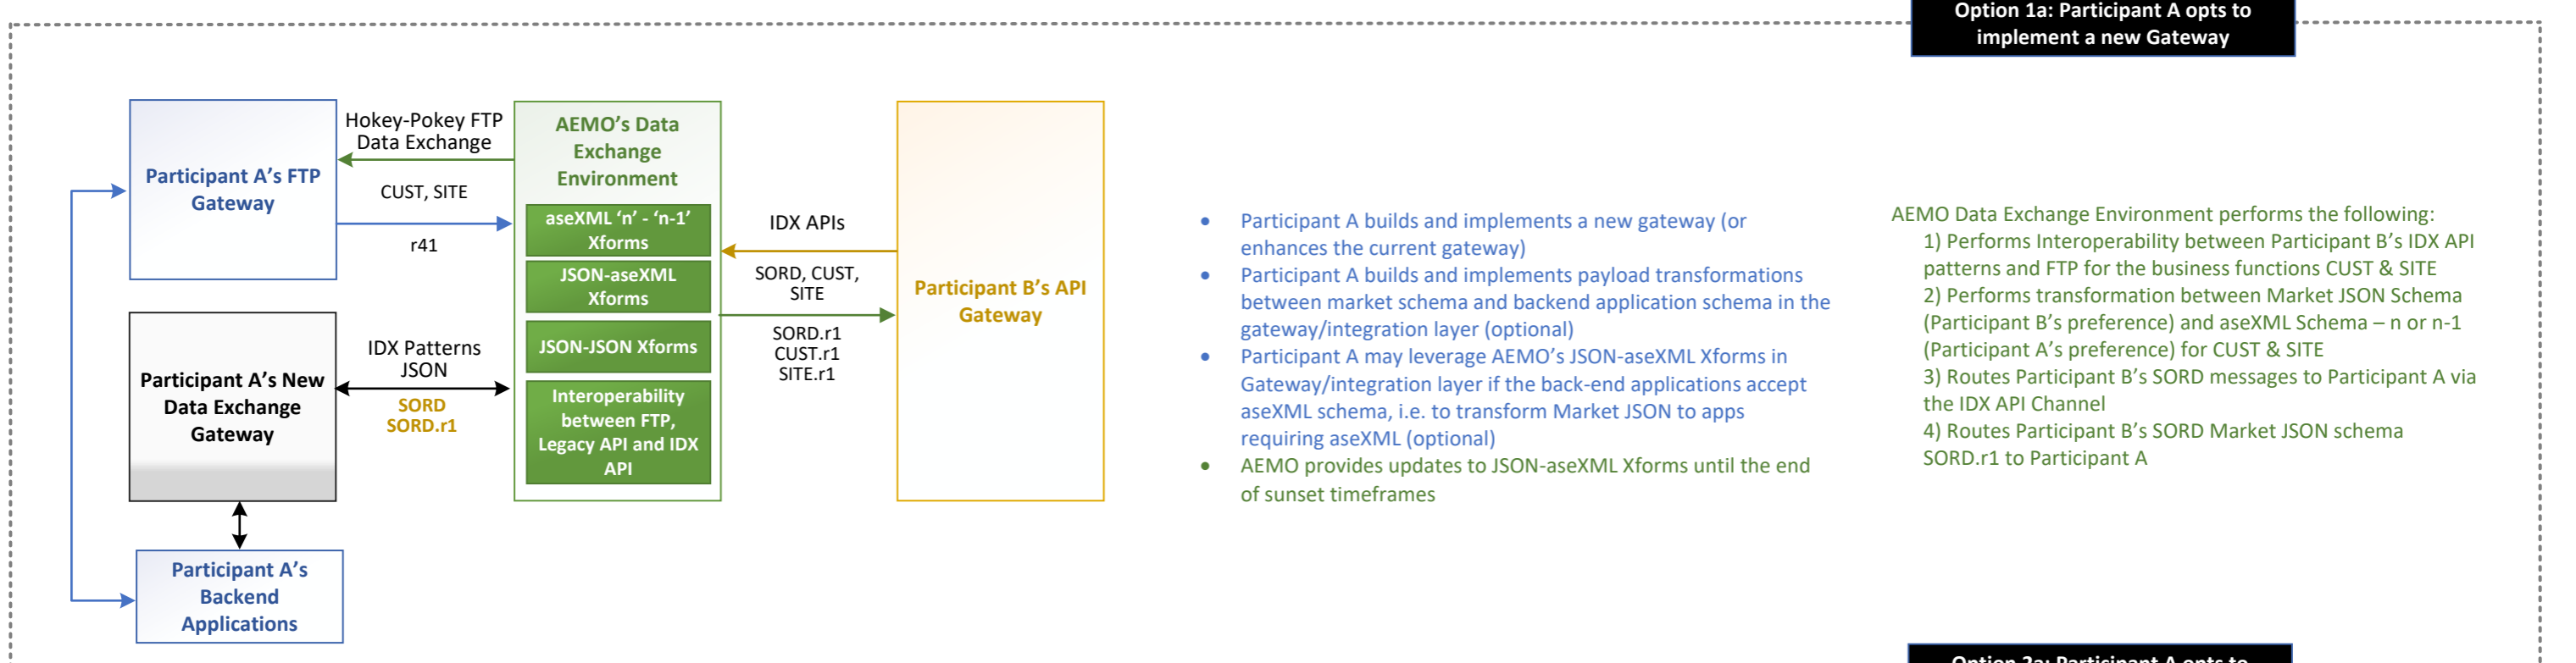 Option 1a: Participant A opts to
implement a new Gateway
Participant A's FTP
Gateway
Hokey-Pokey FTP
Data Exchange
CUST, SITE
r41
AEMO's Data
Exchange
Environment
aseXML 'n' - 'n-1'
Xforms
JSON-aseXML
Xforms
JSON-JSON Xforms
Interoperability
between FTP,
Legacy API and IDX
API
IDX APIs
SORD, CUST,
SITE
SORD.r1
CUST.r1
SITE.r1
Participant B's API
Gateway
Participant A's New
Data Exchange
Gateway
IDX Patterns
JSON
SORD
SORD.r1
Participant A's
Backend
Applications
• Participant A builds and implements a new gateway (or
enhances the current gateway)
• Participant A builds and implements payload transformations
between market schema and backend application schema in the
gateway/integration layer (optional)
• Participant A may leverage AEMO's JSON-aseXML Xforms in
Gateway/integration layer if the back-end applications accept
aseXML schema, i.e. to transform Market JSON to apps
requiring aseXML (optional)
• AEMO provides updates to JSON-aseXML Xforms until the end
of sunset timeframes
AEMO Data Exchange Environment performs the following:
1) Performs Interoperability between Participant B's IDX API
patterns and FTP for the business functions CUST & SITE
2) Performs transformation between Market JSON Schema
(Participant B's preference) and aseXML Schema – n or n-1
(Participant A's preference) for CUST & SITE
3) Routes Participant B's SORD messages to Participant A via
the IDX API Channel
4) Routes Participant B's SORD Market JSON schema
SORD.r1 to Participant A
Option 2a: Participant A opts to